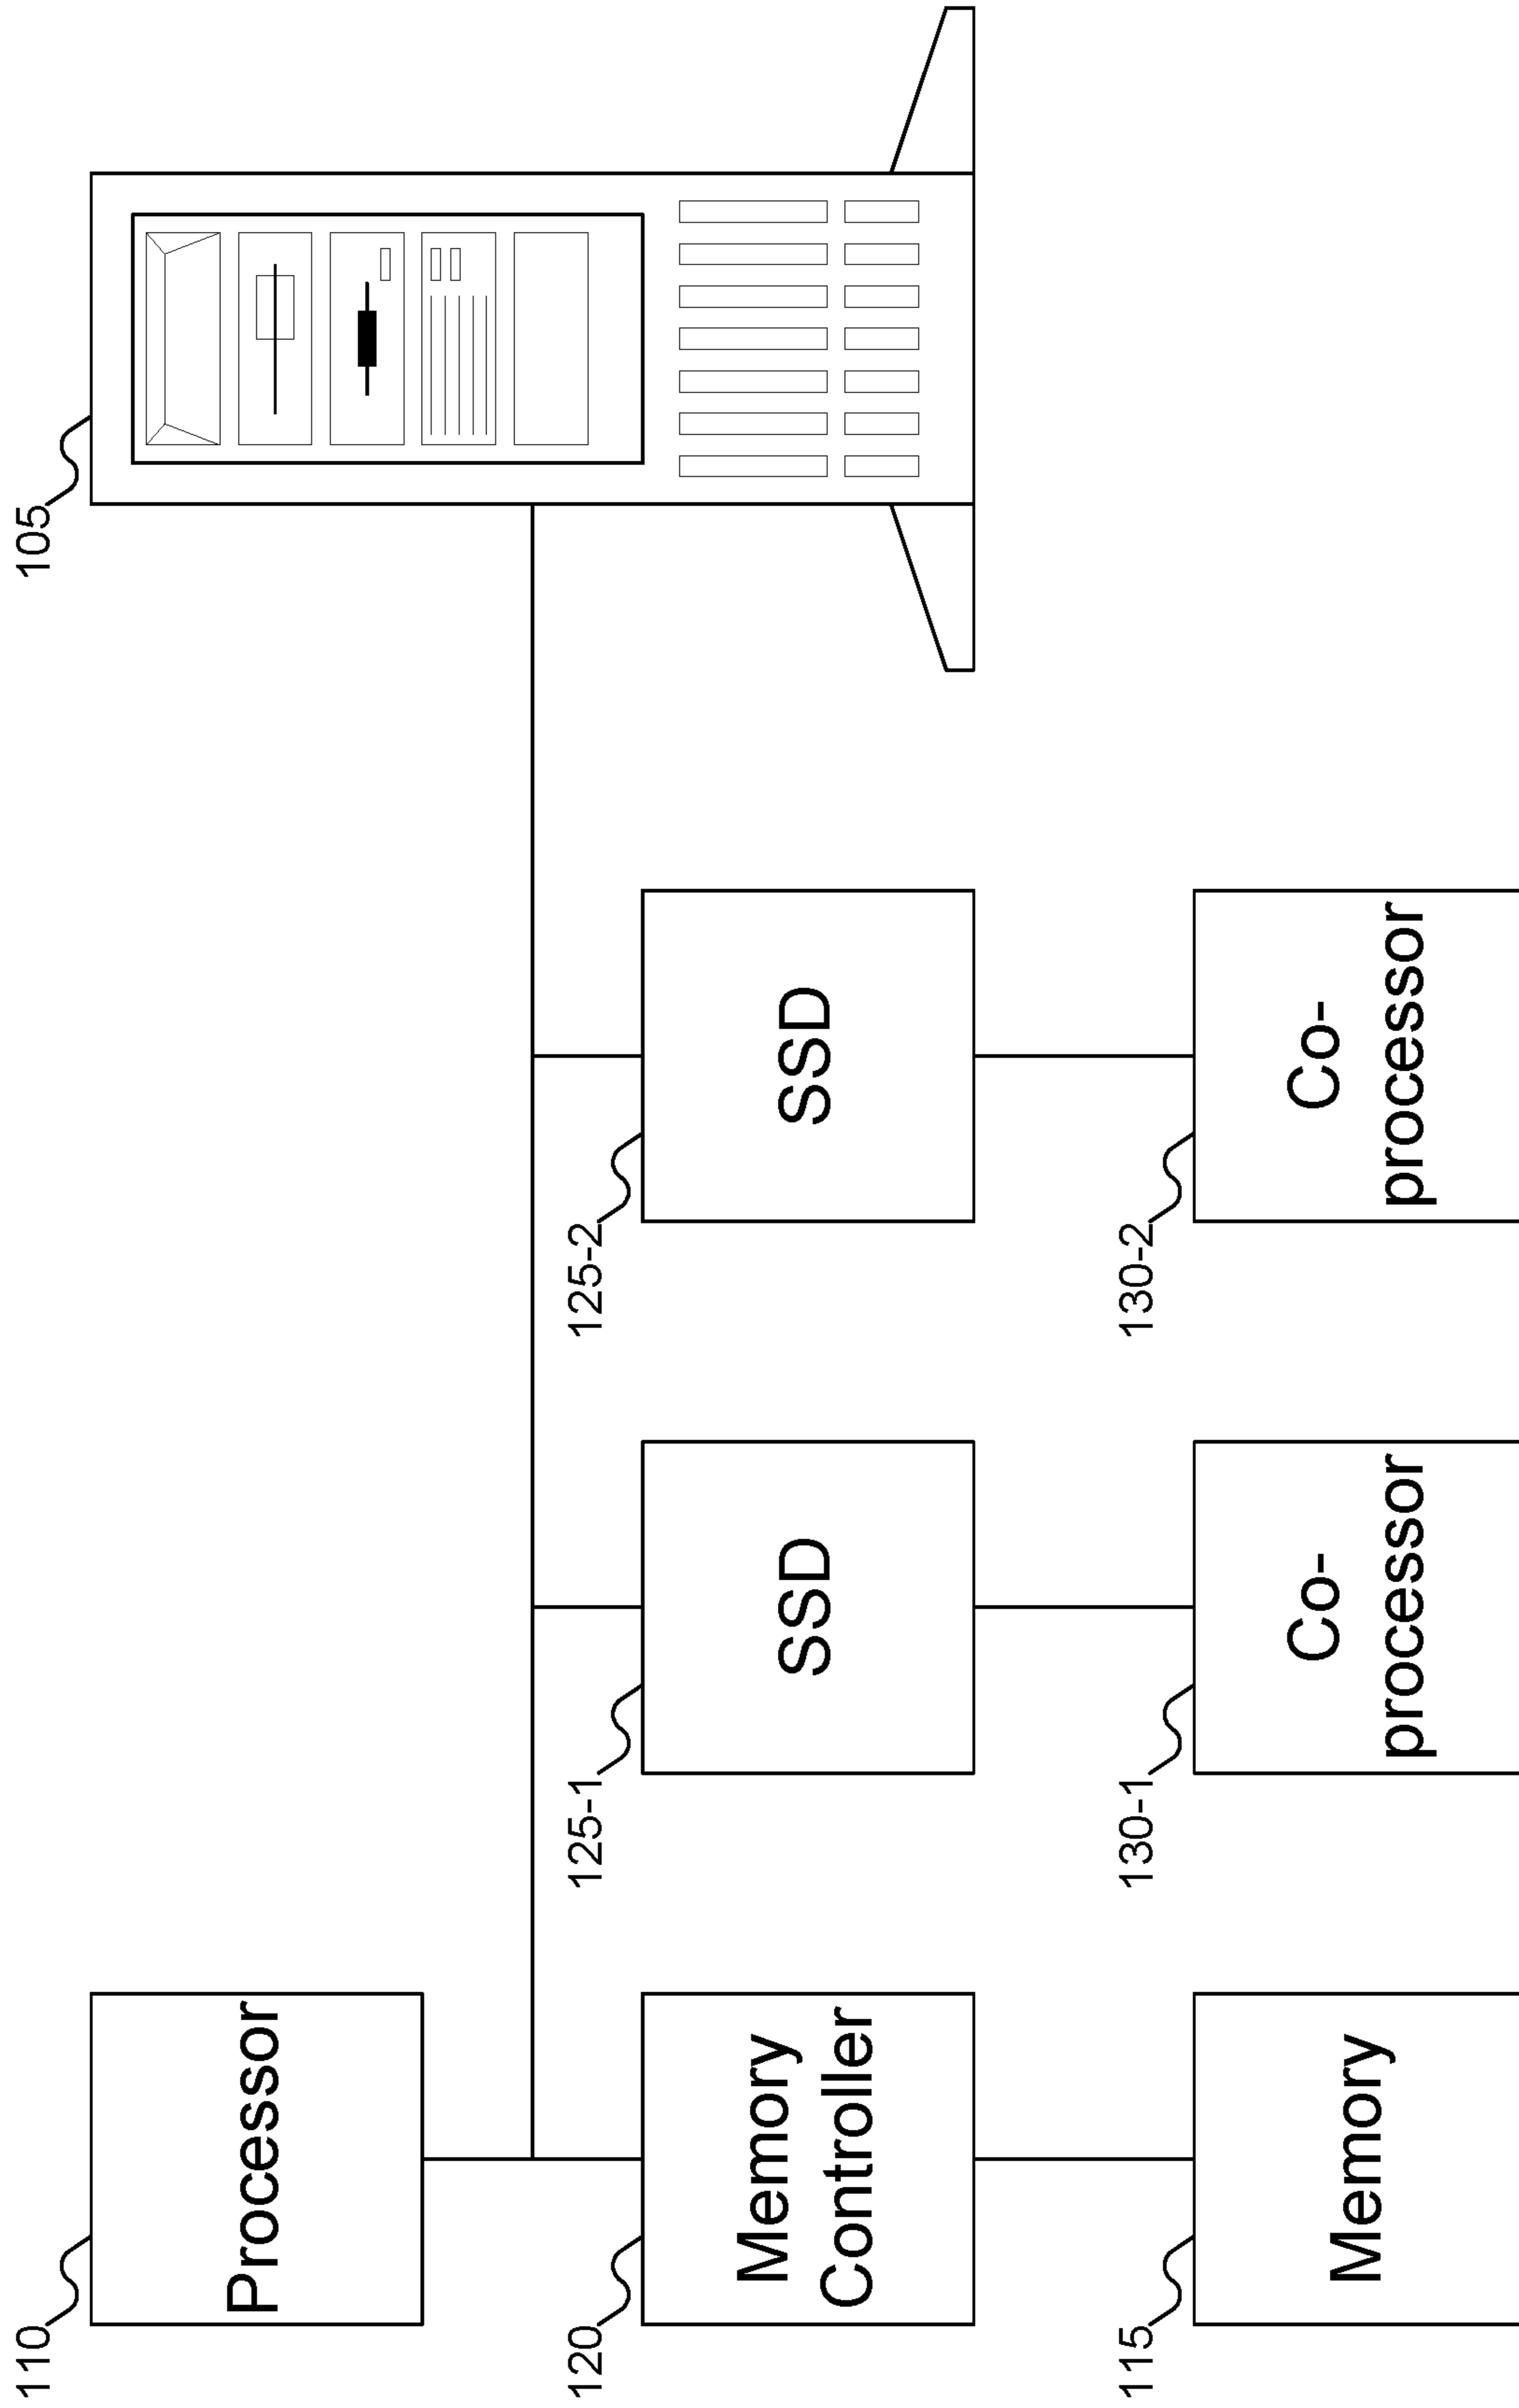 110
Processor
105
120
Memory
Controller
125-1
SSD
125-2
SSD
115
Memory
130-1
Co-
processor
130-2
Co-
processor